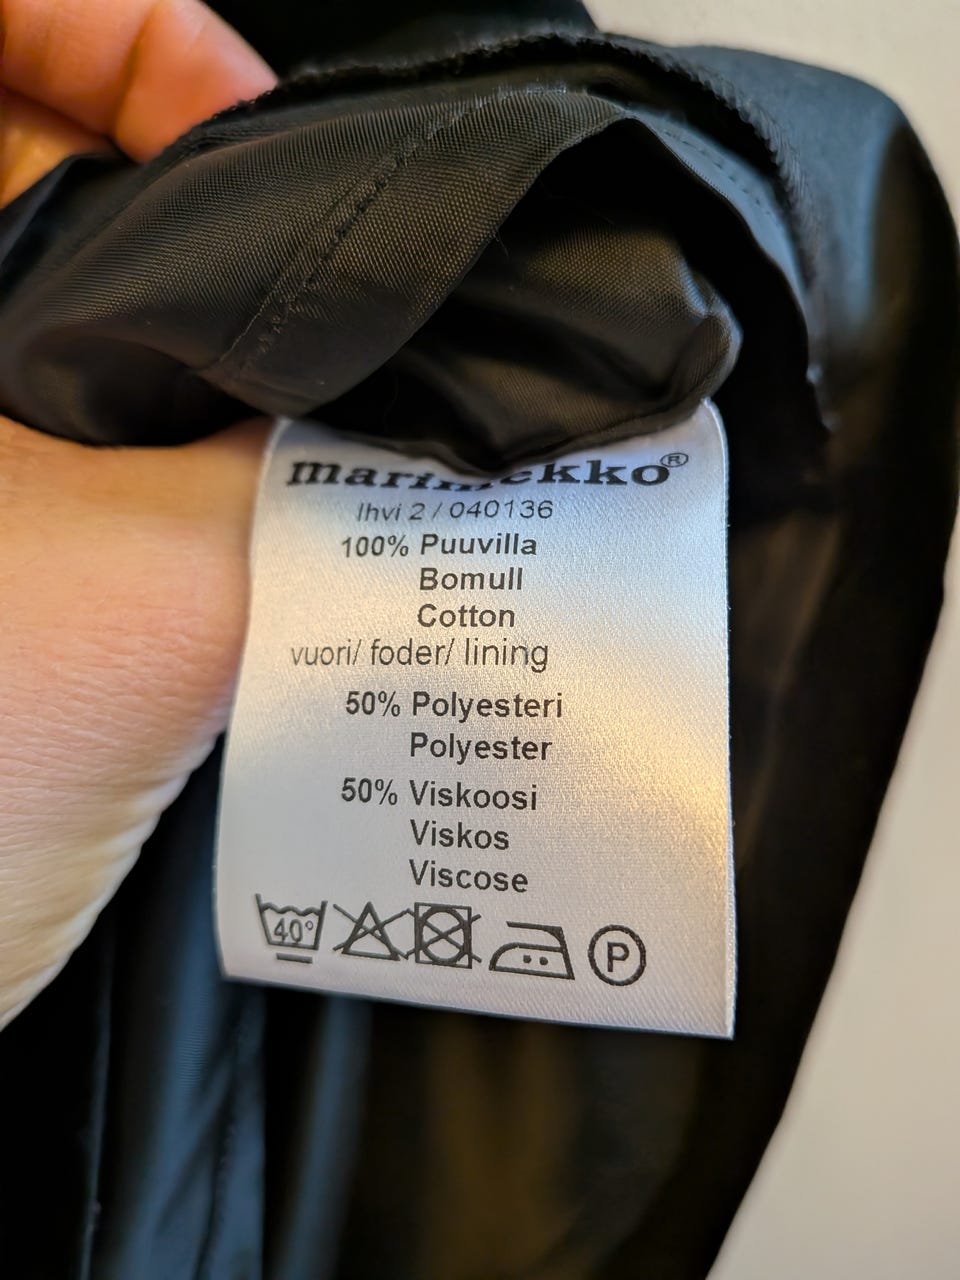 marimekko®
Ihvi 2 / 040136
100% Puuvilla
Bomull
Cotton
vuori/ foder/ lining
50% Polyesteri
Polyester
50% Viskoosi
Viskos
Viscose
40° P